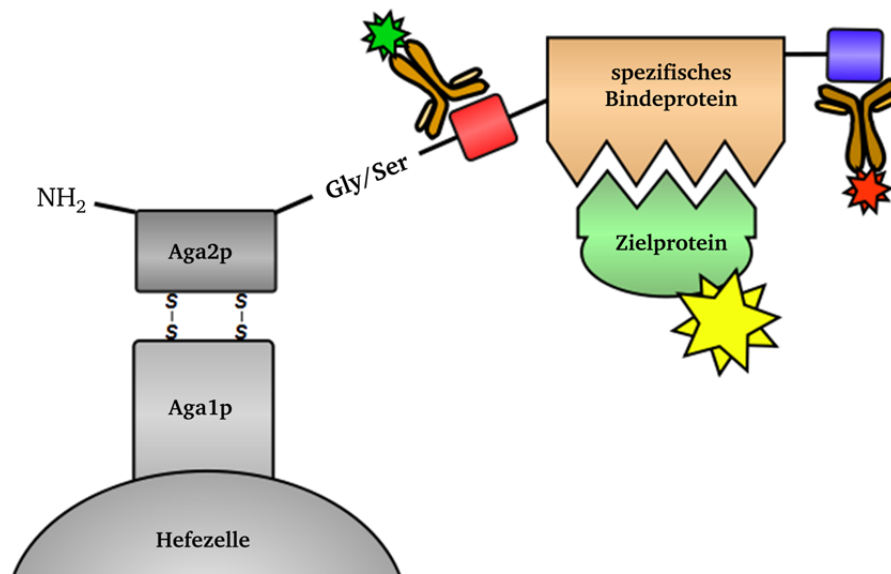 spezifisches
Bindeprotein
Gly/Ser
NH₂
Aga2p
Zielprotein
S S
S S
Aga1p
Hefezelle